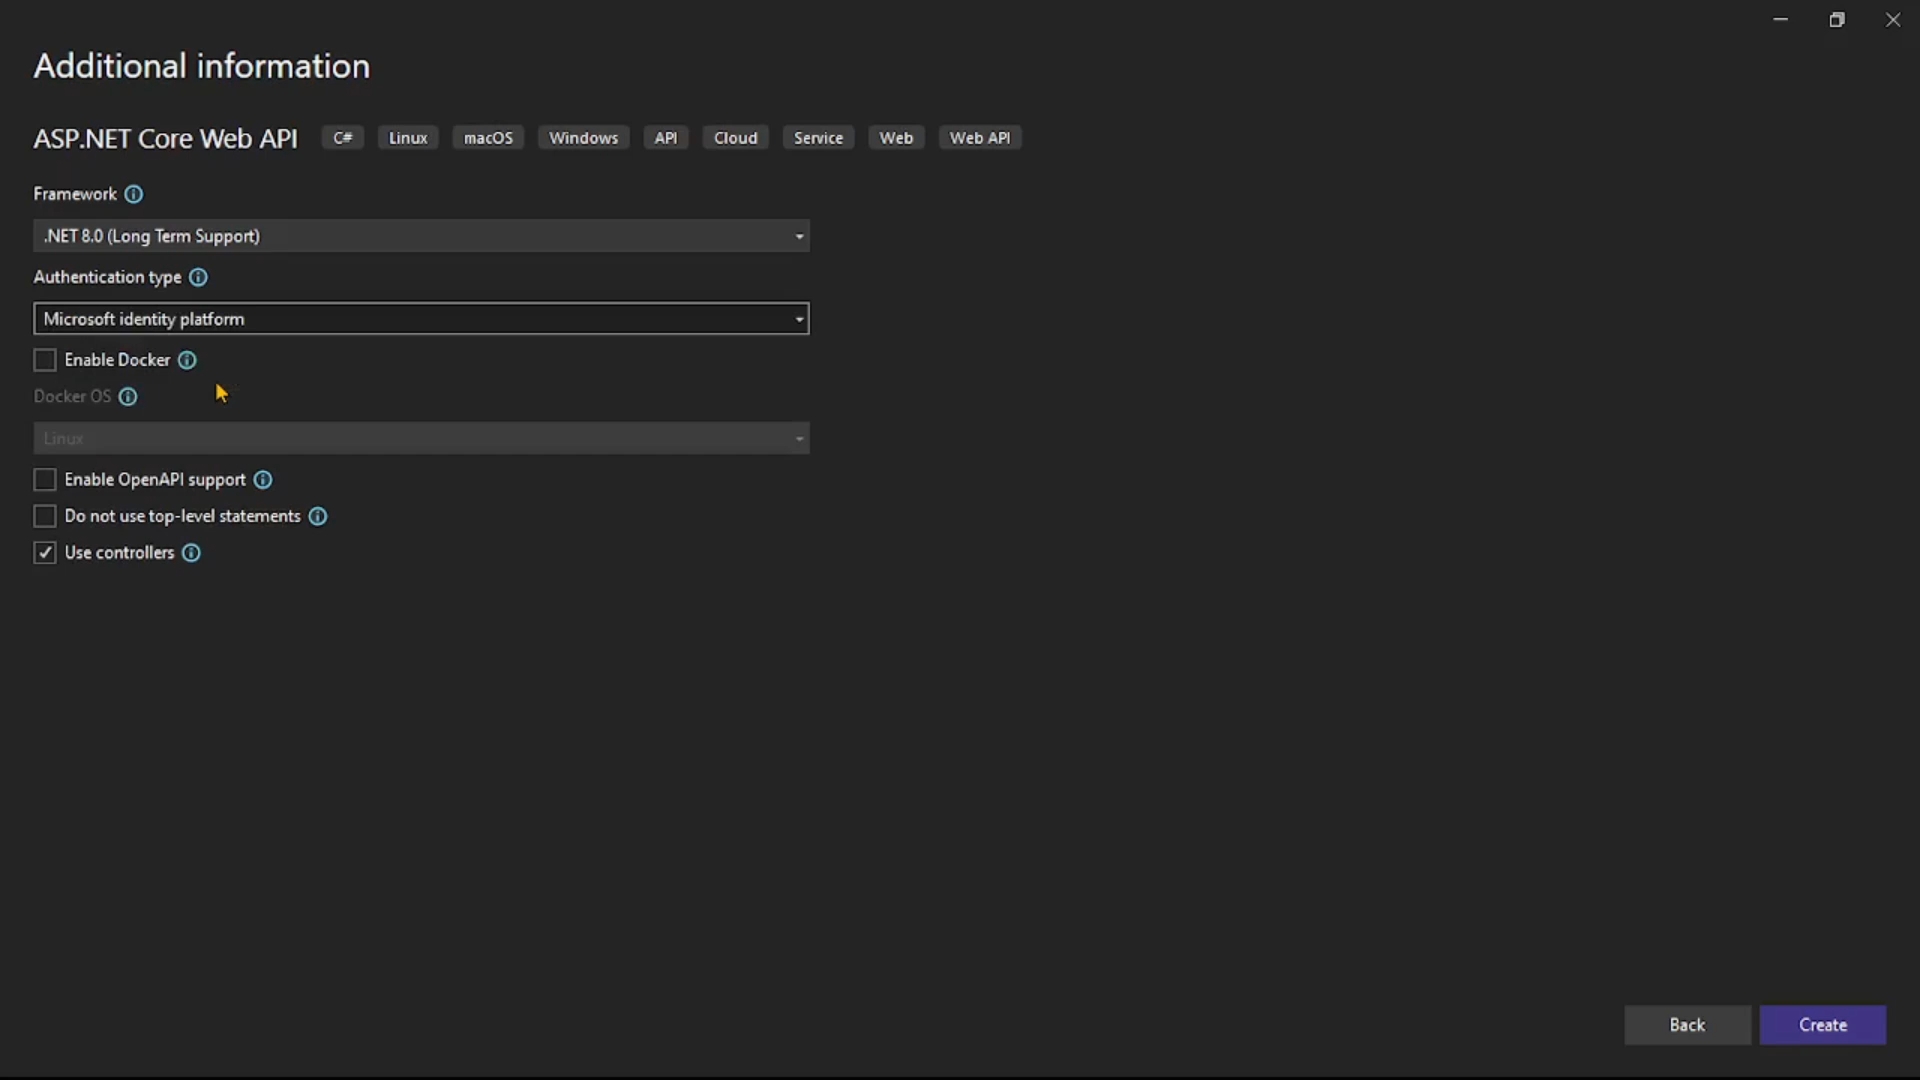 Additional information
ASP.NET Core Web API C# Linux macOS Windows API Cloud Service Web Web API
Framework
.NET 8.0 (Long Term Support)
Authentication type
Microsoft identity platform
Enable Docker
Docker OS
Linux
Enable OpenAPI support
Do not use top-level statements
Use controllers
Back Create